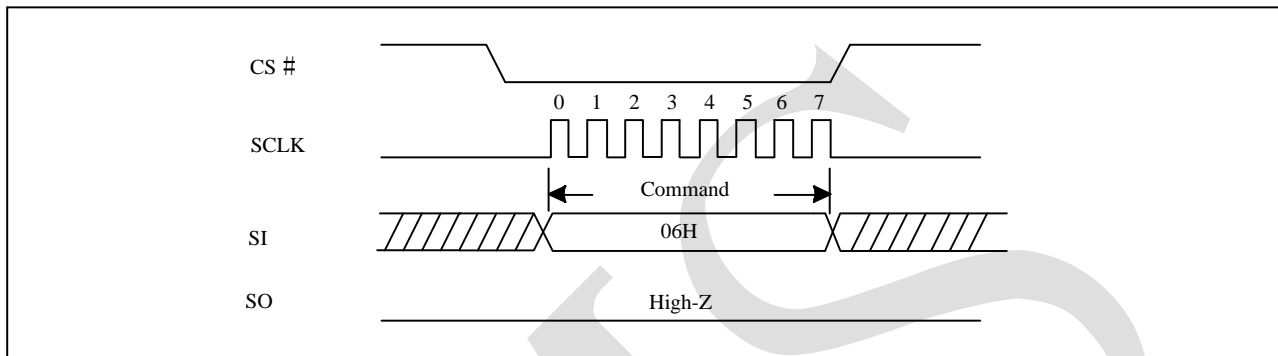 CS #
0 1 2 3 4 5 6 7
SCLK
Command
SI
06H
SO
High-Z